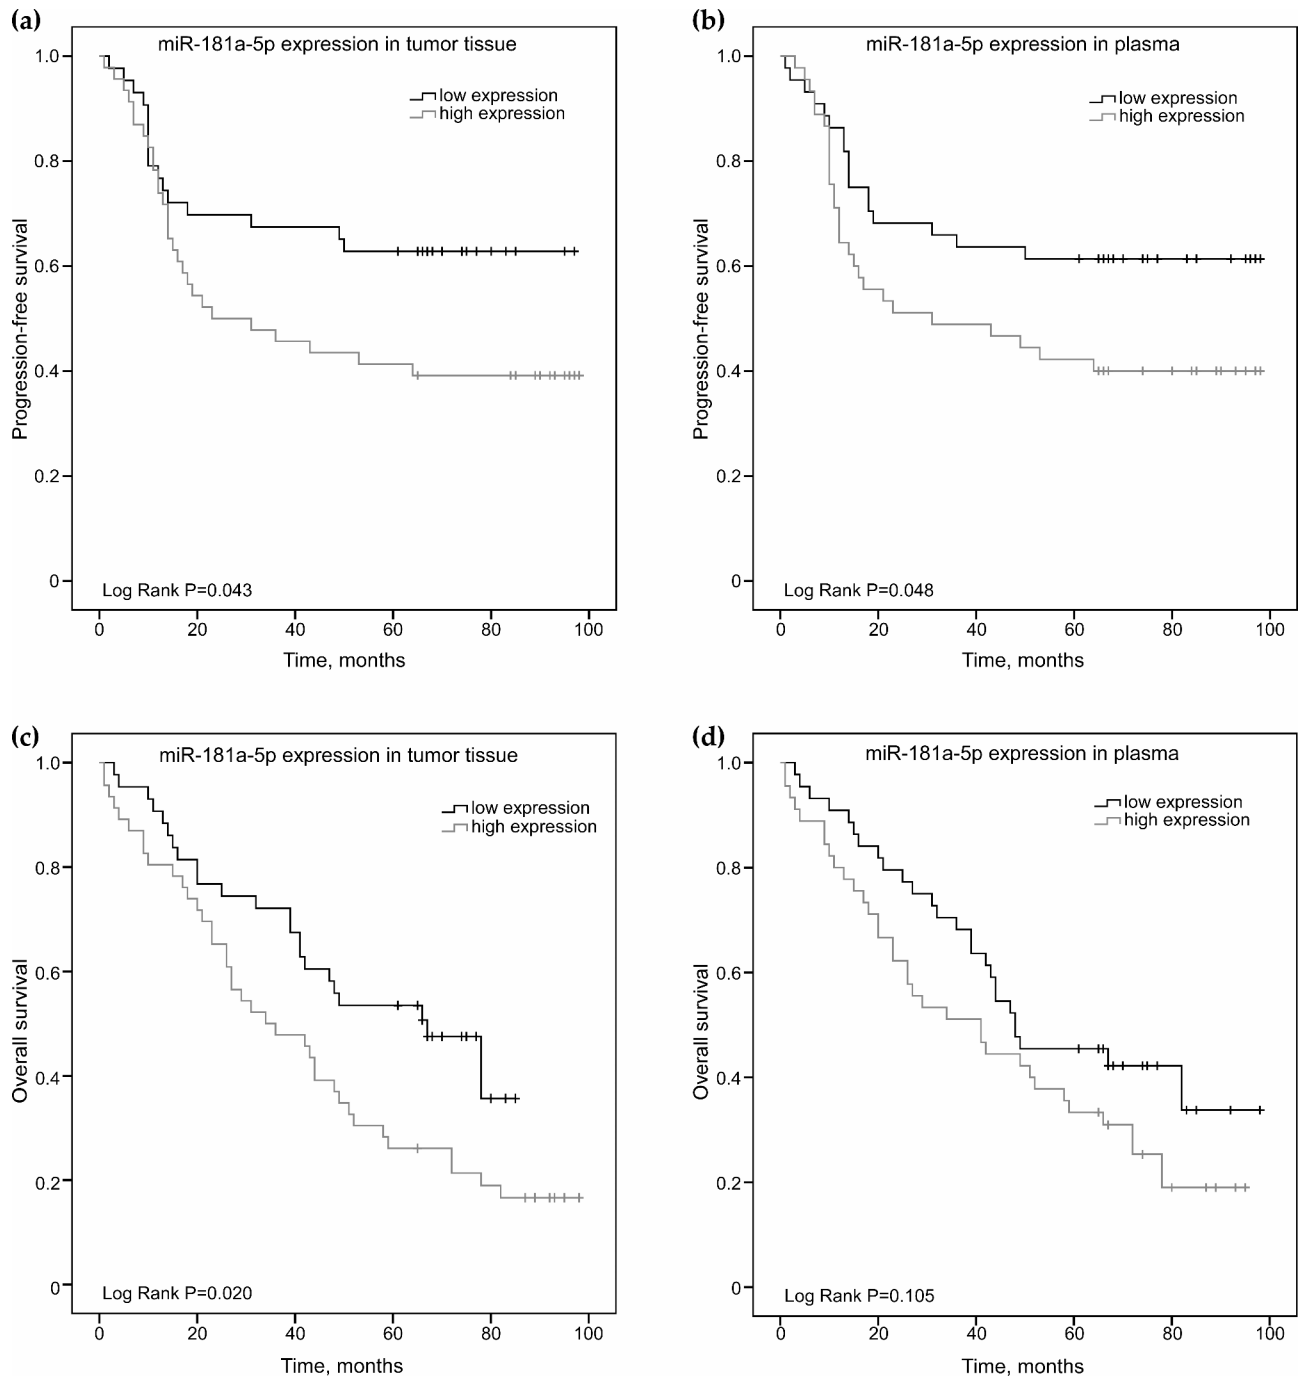 (a)
miR-181a-5p expression in tumor tissue
low expression
high expression
1.0
0.8
0.6
0.4
0.2
0
Progression-free survival
Log Rank P=0.043
0 20 40 60 80 100
Time, months
(b)
miR-181a-5p expression in plasma
low expression
high expression
1.0
0.8
0.6
0.4
0.2
0
Progression-free survival
Log Rank P=0.048
0 20 40 60 80 100
Time, months
(c)
miR-181a-5p expression in tumor tissue
low expression
high expression
1.0
0.8
0.6
0.4
0.2
0
Overall survival
Log Rank P=0.020
0 20 40 60 80 100
Time, months
(d)
miR-181a-5p expression in plasma
low expression
high expression
1.0
0.8
0.6
0.4
0.2
0
Overall survival
Log Rank P=0.105
0 20 40 60 80 100
Time, months